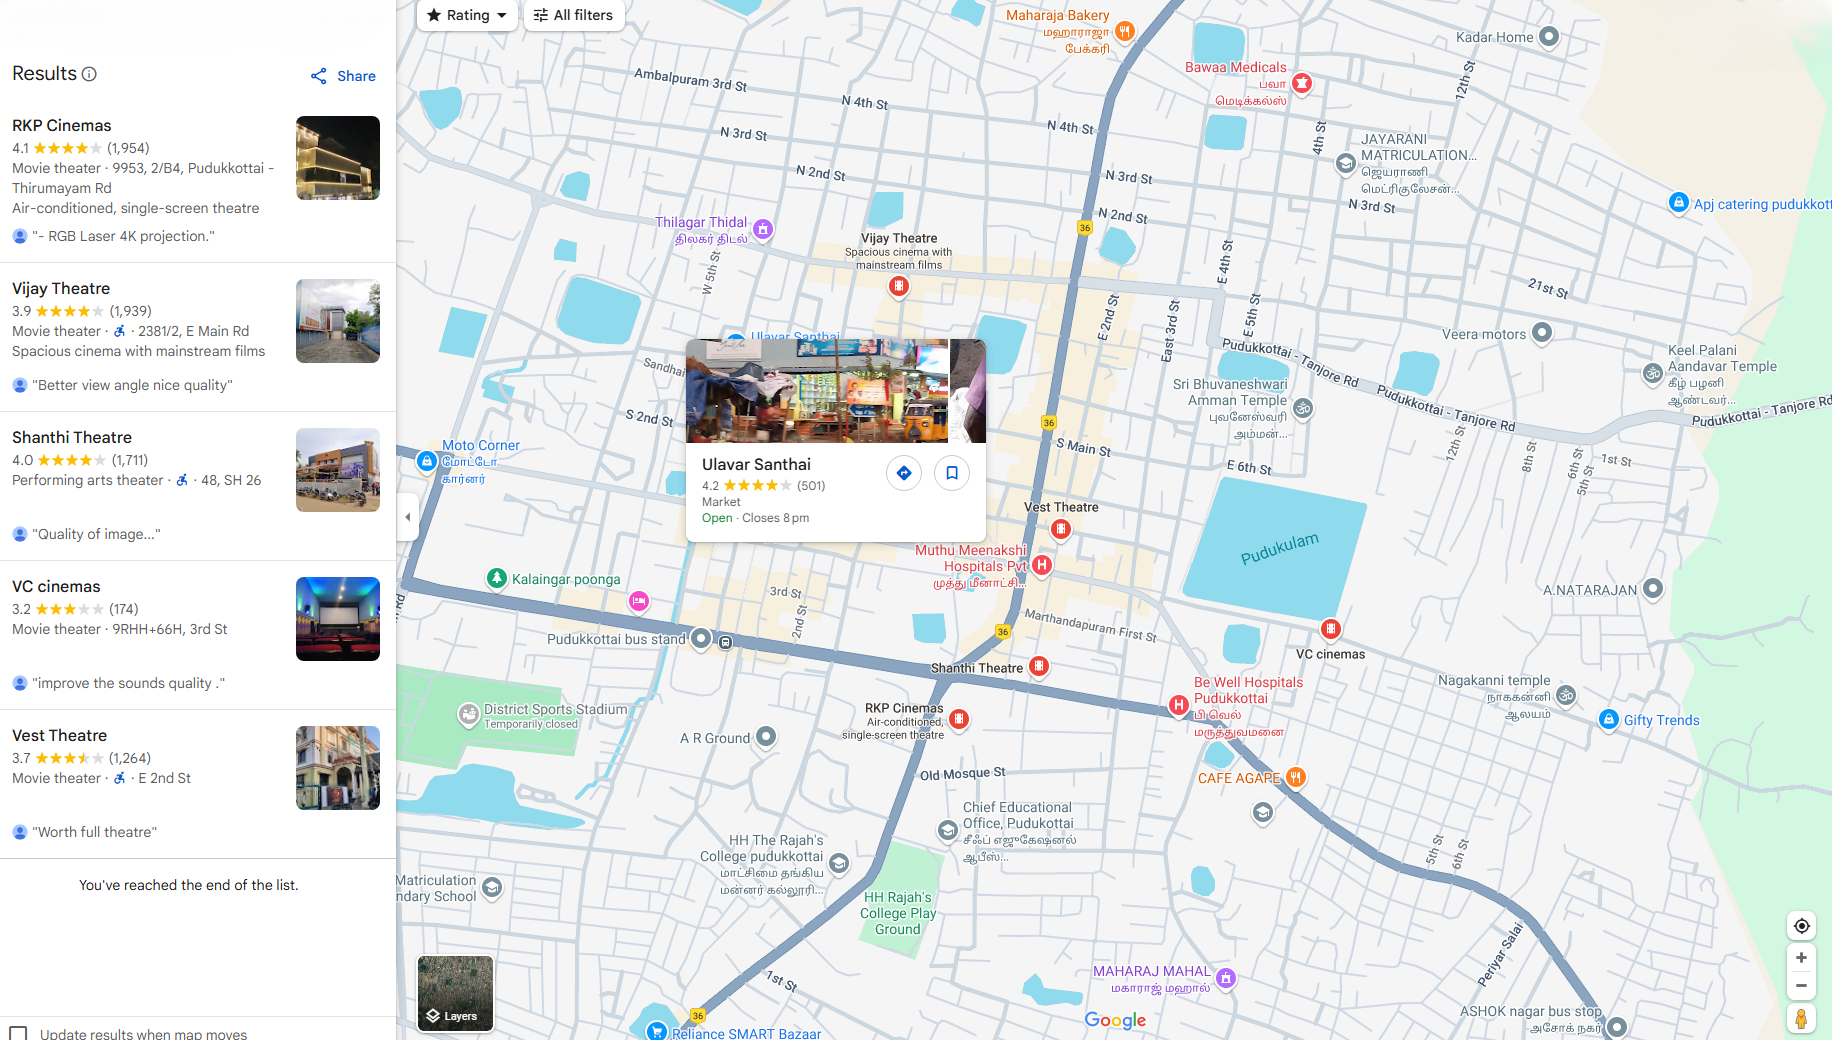 Rating
All filters
Results
Share
RKP Cinemas
4.1 (1,954)
Movie theater · 9953, 2/B4, Pudukkottai -
Thirumayam Rd
Air-conditioned, single-screen theatre
"- RGB Laser 4K projection."
Vijay Theatre
3.9 (1,939)
Movie theater · · 2381/2, E Main Rd
Spacious cinema with mainstream films
"Better view angle nice quality"
Shanthi Theatre
4.0 (1,711)
Performing arts theater · · 48, SH 26
"Quality of image..."
VC cinemas
3.2 (174)
Movie theater · 9RHH+66H, 3rd St
"improve the sounds quality ."
Vest Theatre
3.7 (1,264)
Movie theater · · E 2nd St
"Worth full theatre"
You've reached the end of the list.
Update results when map moves
Maharaja Bakery
மஹாராஜா
பேக்கரி
Kadar Home
Bawaa Medicals
பவா
மெடிக்கல்ஸ்
12th St
Ambalpuram 3rd St
N 4th St
N 4th St
N 3rd St
4th St
JAYARANI
MATRICULATION...
ஜெயராணி
மெட்ரிகுலேசன்...
N 2nd St
N 3rd St
N 3rd St
N 2nd St
Apj catering pudukkott
Thilagar Thidal
திலகர் திடல்
36
Vijay Theatre
Spacious cinema with
mainstream films
W 5th St
E 4th St
21st St
E 2nd St
East 3rd St
E 5th St
Veera motors
Ulavar Santhai
Pudukkottai - Tanjore Rd
Keel Palani
Aandavar Temple
கீழ் பழனி
ஆண்டவர்...
Sandhai
Sri Bhuvaneshwari
Amman Temple
புவனேஸ்வரி
அம்மன்...
Pudukkottai - Tanjore Rd
Pudukkottai - Tanjore Rd
S 2nd St
36
S Main St
Moto Corner
மோட்டோ
கார்னர்
Ulavar Santhai
4.2 (501)
Market
Open · Closes 8 pm
E 6th St
12th St
8th St
6th St
5th St
1st St
Vest Theatre
Pudukulam
Muthu Meenakshi
Hospitals Pvt
முத்து மீனாட்சி...
Kalaingar poonga
3rd St
2nd St
Rd
A.NATARAJAN
Marthandapuram First St
36
Pudukkottai bus stand
VC cinemas
Shanthi Theatre
Be Well Hospitals
Pudukkottai
பி வெல்
மருத்துவமனை
Nagakanni temple
நாககன்னி
ஆலயம்
Gifty Trends
District Sports Stadium
Temporarily closed
RKP Cinemas
Air-conditioned,
single-screen theatre
A R Ground
Old Mosque St
CAFE AGAPE
Chief Educational
Office, Pudukottai
சீஃப் எஜுகேஷனல்
ஆபீஸ்...
HH The Rajah's
College pudukkottai
மாட்சிமை தங்கிய
மன்னர் கல்லூரி...
5th St
6th St
Matriculation
ndary School
HH Rajah's
College Play
Ground
Periyar Salai
1st St
MAHARAJ MAHAL
மகாராஜ் மஹால்
Layers
36
Google
ASHOK nagar bus stop
அசோக் நகர்
Reliance SMART Bazaar